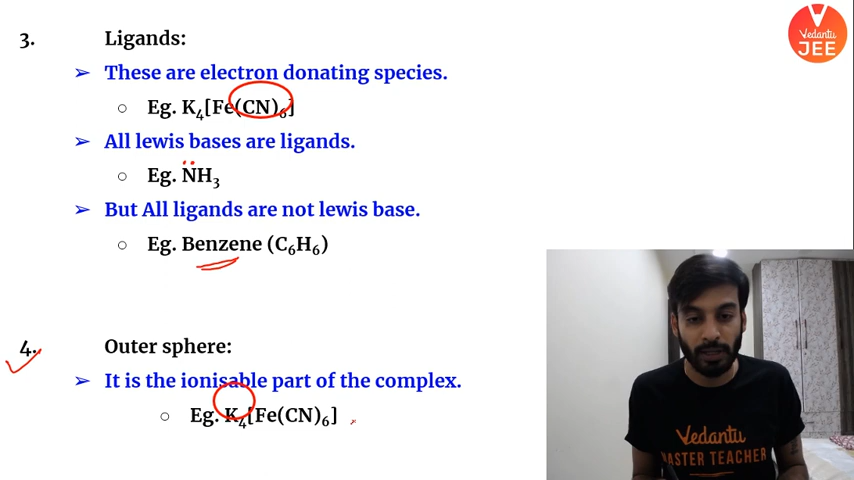 3. Ligands:
➢ These are electron donating species.
○ Eg. K₄[Fe(CN)₆]
➢ All lewis bases are ligands.
○ Eg. N̈H₃
➢ But All ligands are not lewis base.
○ Eg. Benzene (C₆H₆)
4. Outer sphere:
➢ It is the ionisable part of the complex.
○ Eg. K₄[Fe(CN)₆]
Vedantu
JEE
Vedantu
MASTER TEACHER